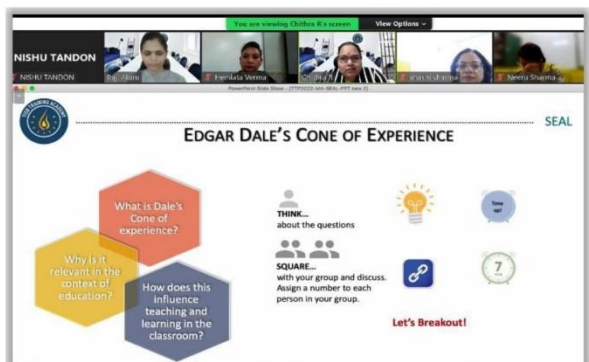 You are viewing Chithra R's screen
View Options
NISHU TANDON
NISHU TANDON
Hemlata Verma
Neeru Sharma
SEAL
EDGAR DALE'S CONE OF EXPERIENCE
What is Dale's
Cone of
experience?
Why is it
relevant in the
context of
education?
How does this
influence
teaching and
learning in the
classroom?
THINK...
about the questions
SQUARE...
with your group and discuss.
Assign a number to each
person in your group.
Time
up!
7
Let's Breakout!